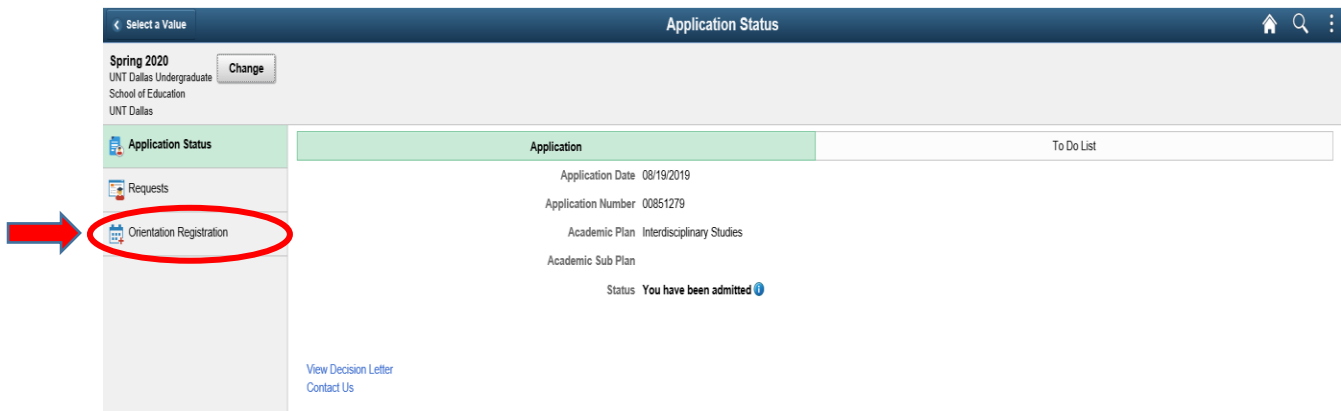 Select a Value
Application Status
Spring 2020
UNT Dallas Undergraduate
School of Education
UNT Dallas
Change
Application Status
Requests
Orientation Registration
Application
To Do List
Application Date 08/19/2019
Application Number 00851279
Academic Plan Interdisciplinary Studies
Academic Sub Plan
Status You have been admitted
View Decision Letter
Contact Us